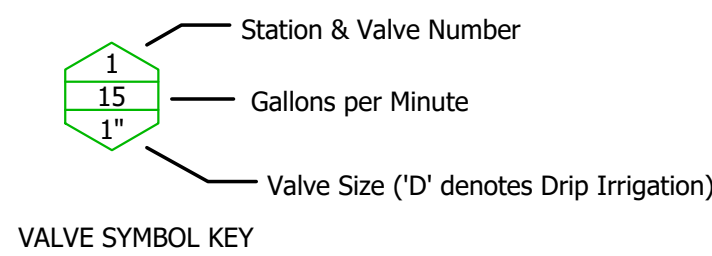 Station & Valve Number
1
15
Gallons per Minute
1"
Valve Size ('D' denotes Drip Irrigation)
VALVE SYMBOL KEY